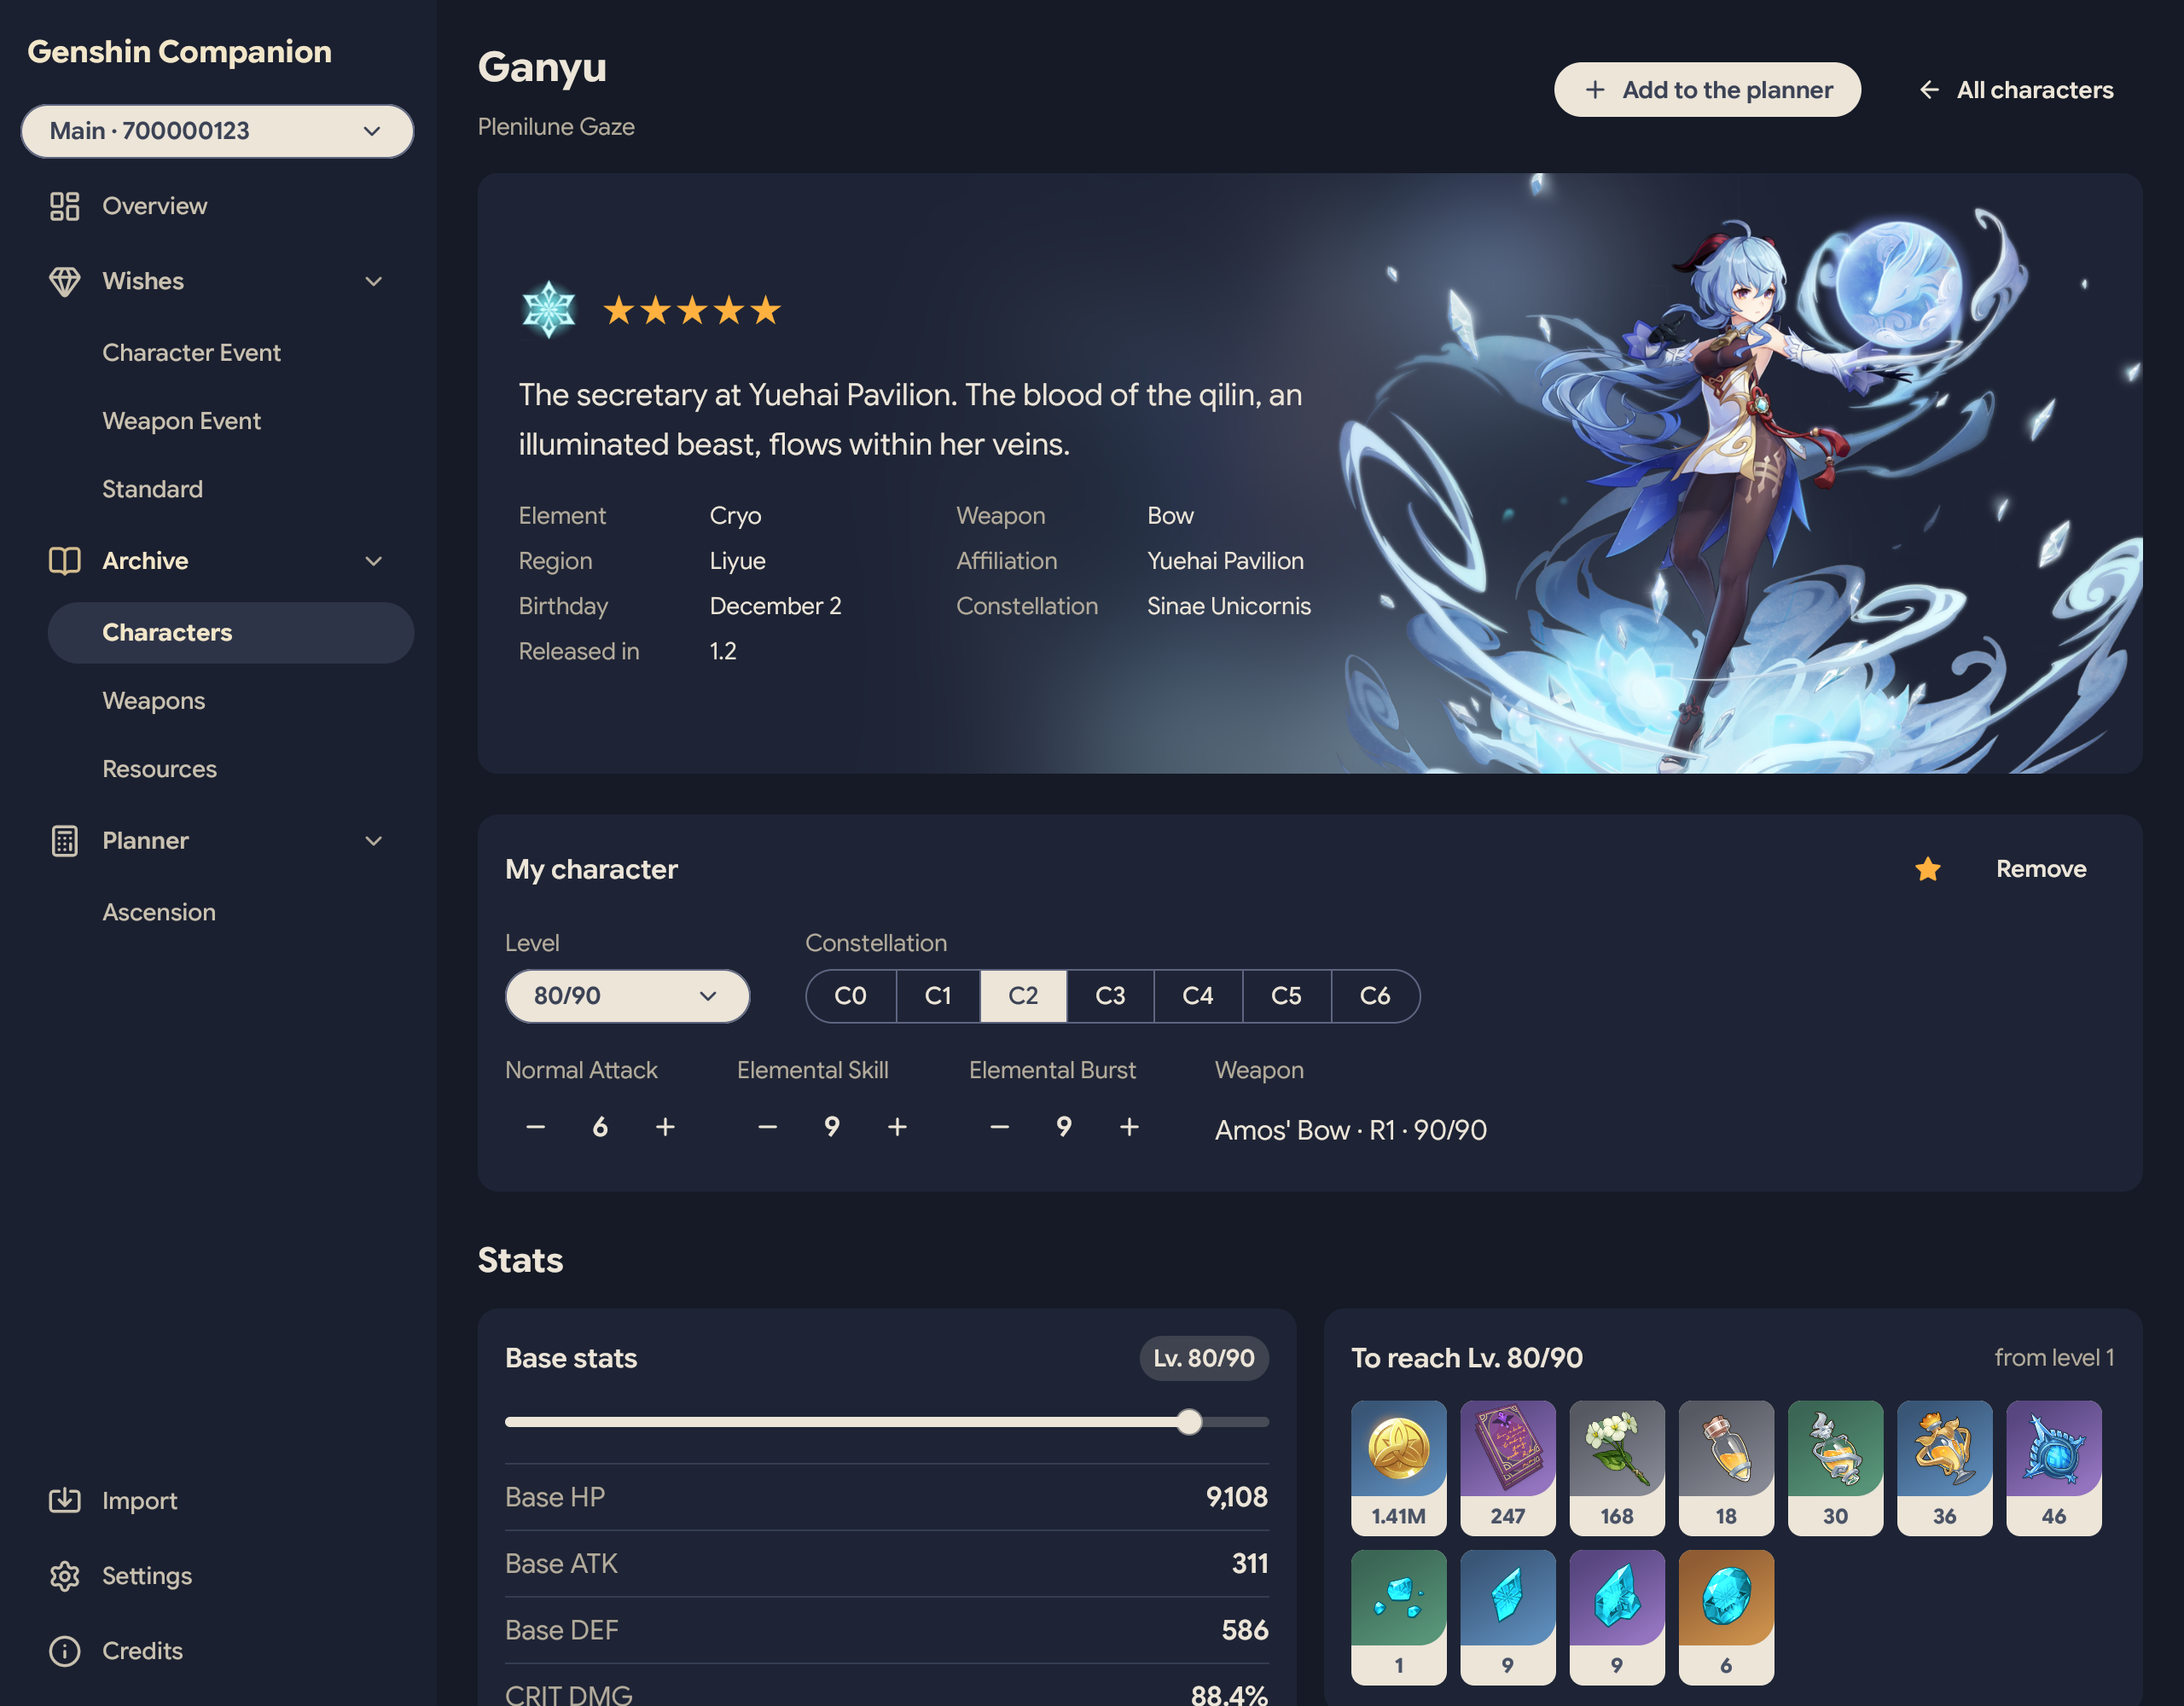 Genshin Companion
Main · 700000123
Overview
Wishes
Character Event
Weapon Event
Standard
Archive
Characters
Weapons
Resources
Planner
Ascension
Import
Settings
Credits
Ganyu
Plenilune Gaze
Add to the planner
All characters
The secretary at Yuehai Pavilion. The blood of the qilin, an
illuminated beast, flows within her veins.
Element Cryo Weapon Bow
Region Liyue Affiliation Yuehai Pavilion
Birthday December 2 Constellation Sinae Unicornis
Released in 1.2
My character
Remove
Level Constellation
80/90 C0 C1 C2 C3 C4 C5 C6
Normal Attack Elemental Skill Elemental Burst Weapon
6 9 9 Amos' Bow · R1 · 90/90
Stats
Base stats Lv. 80/90
Base HP 9,108
Base ATK 311
Base DEF 586
CRIT DMG 88.4%
To reach Lv. 80/90 from level 1
1.41M 247 168 18 30 36 46
1 9 9 6